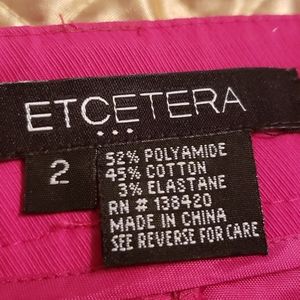 ETCETERA
2
52% POLYAMIDE
45% COTTON
3% ELASTANE
RN # 138420
MADE IN CHINA
SEE REVERSE FOR CARE